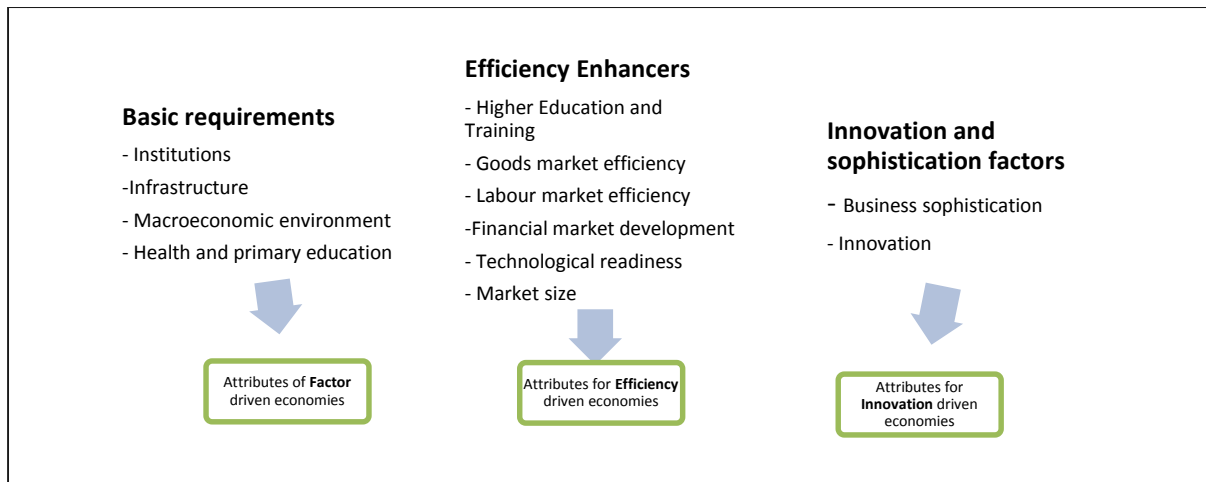 Basic requirements
- Institutions
-Infrastructure
- Macroeconomic environment
- Health and primary education
Attributes of Factor
driven economies
Efficiency Enhancers
- Higher Education and
Training
- Goods market efficiency
- Labour market efficiency
-Financial market development
- Technological readiness
- Market size
Attributes for Efficiency
driven economies
Innovation and
sophistication factors
- Business sophistication
- Innovation
Attributes for
Innovation driven
economies